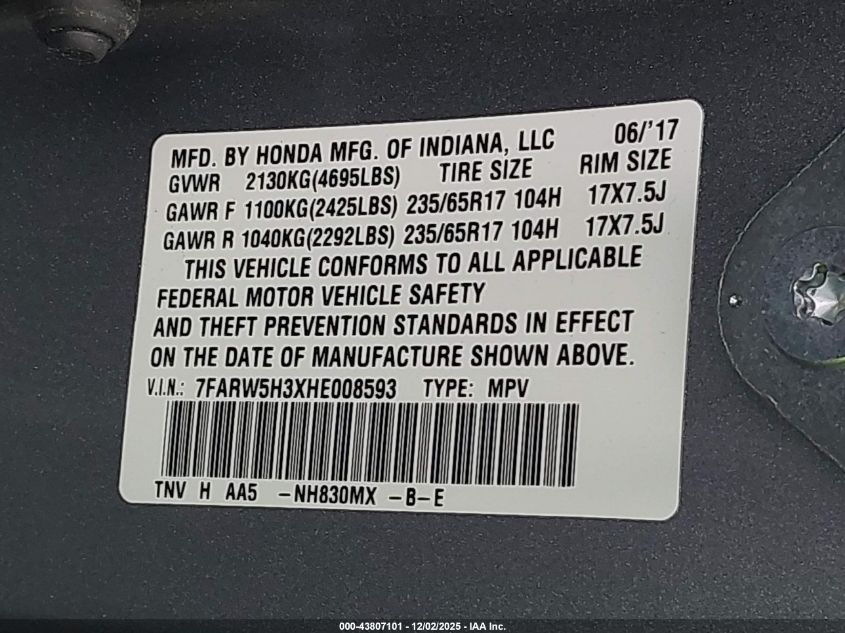 MFD. BY HONDA MFG. OF INDIANA, LLC 06/'17
GVWR 2130KG(4695LBS) TIRE SIZE RIM SIZE
GAWR F 1100KG(2425LBS) 235/65R17 104H 17X7.5J
GAWR R 1040KG(2292LBS) 235/65R17 104H 17X7.5J
THIS VEHICLE CONFORMS TO ALL APPLICABLE
FEDERAL MOTOR VEHICLE SAFETY
AND THEFT PREVENTION STANDARDS IN EFFECT
ON THE DATE OF MANUFACTURE SHOWN ABOVE.
V.I.N.: 7FARW5H3XHE008593 TYPE: MPV
TNV H AA5 -NH830MX -B-E
000-43807101 - 12/02/2025 - IAA Inc.